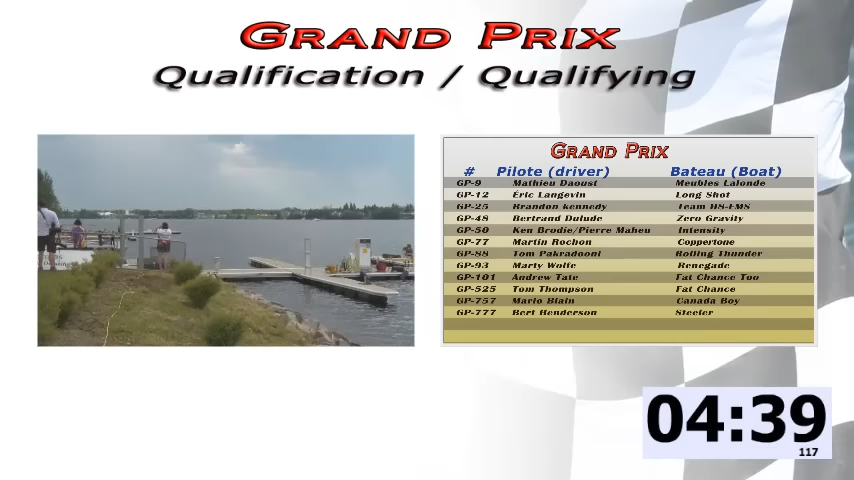 GRAND PRIX
Qualification / Qualifying
GRAND PRIX
# Pilote (driver) Bateau (Boat)
GP-9 Mathieu Daoust Meubles Lalonde
GP-12 Éric Langevin Long Shot
GP-25 Brandon kennedy Team H8-EMS
GP-48 Bertrand Dulude Zero Gravity
GP-50 Ken Brodie/Pierre Maheu Intensity
GP-77 Martin Rochon Coppertone
GP-88 Tom Pakradooni Rolling Thunder
GP-93 Marty Wolfe Renegade
GP-101 Andrew Tate Fat Chance Too
GP-525 Tom Thompson Fat Chance
GP-757 Mario Blain Canada Boy
GP-777 Bert Henderson Steeler
04:39
117